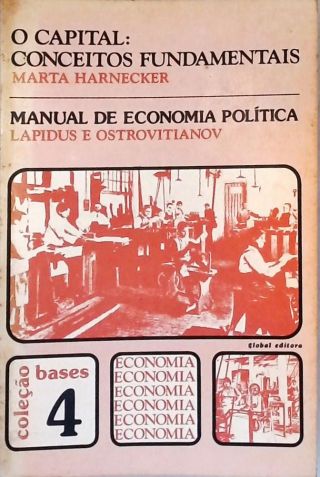 O CAPITAL:
CONCEITOS FUNDAMENTAIS
MARTA HARNECKER
MANUAL DE ECONOMIA POLÍTICA
LAPIDUS E OSTROVITIANOV
Global editora
coleção
bases
4
ECONOMIA
ECONOMIA
ECONOMIA
ECONOMIA
ECONOMIA
ECONOMIA